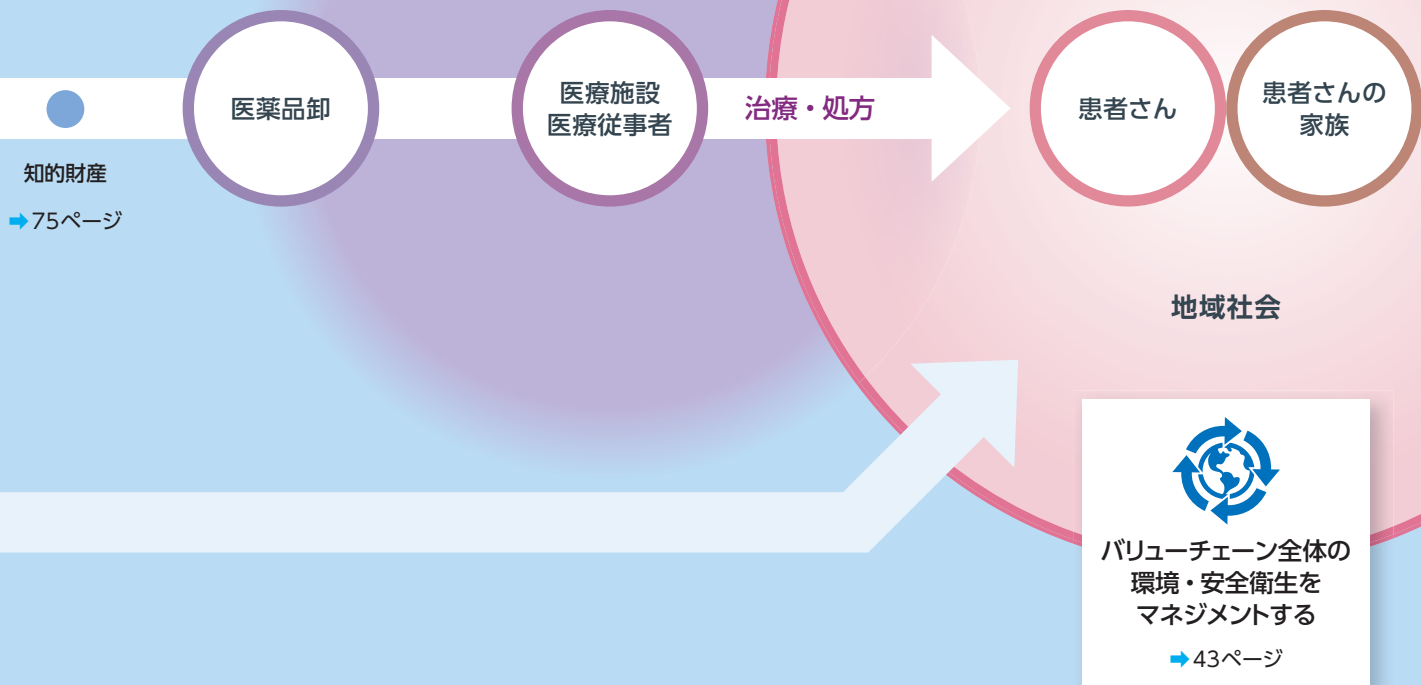 医薬品卸
医療施設
医療従事者
治療・処方
患者さん
患者さんの
家族
知的財産
➡75ページ
地域社会
バリューチェーン全体の
環境・安全衛生を
マネジメントする
➡43ページ